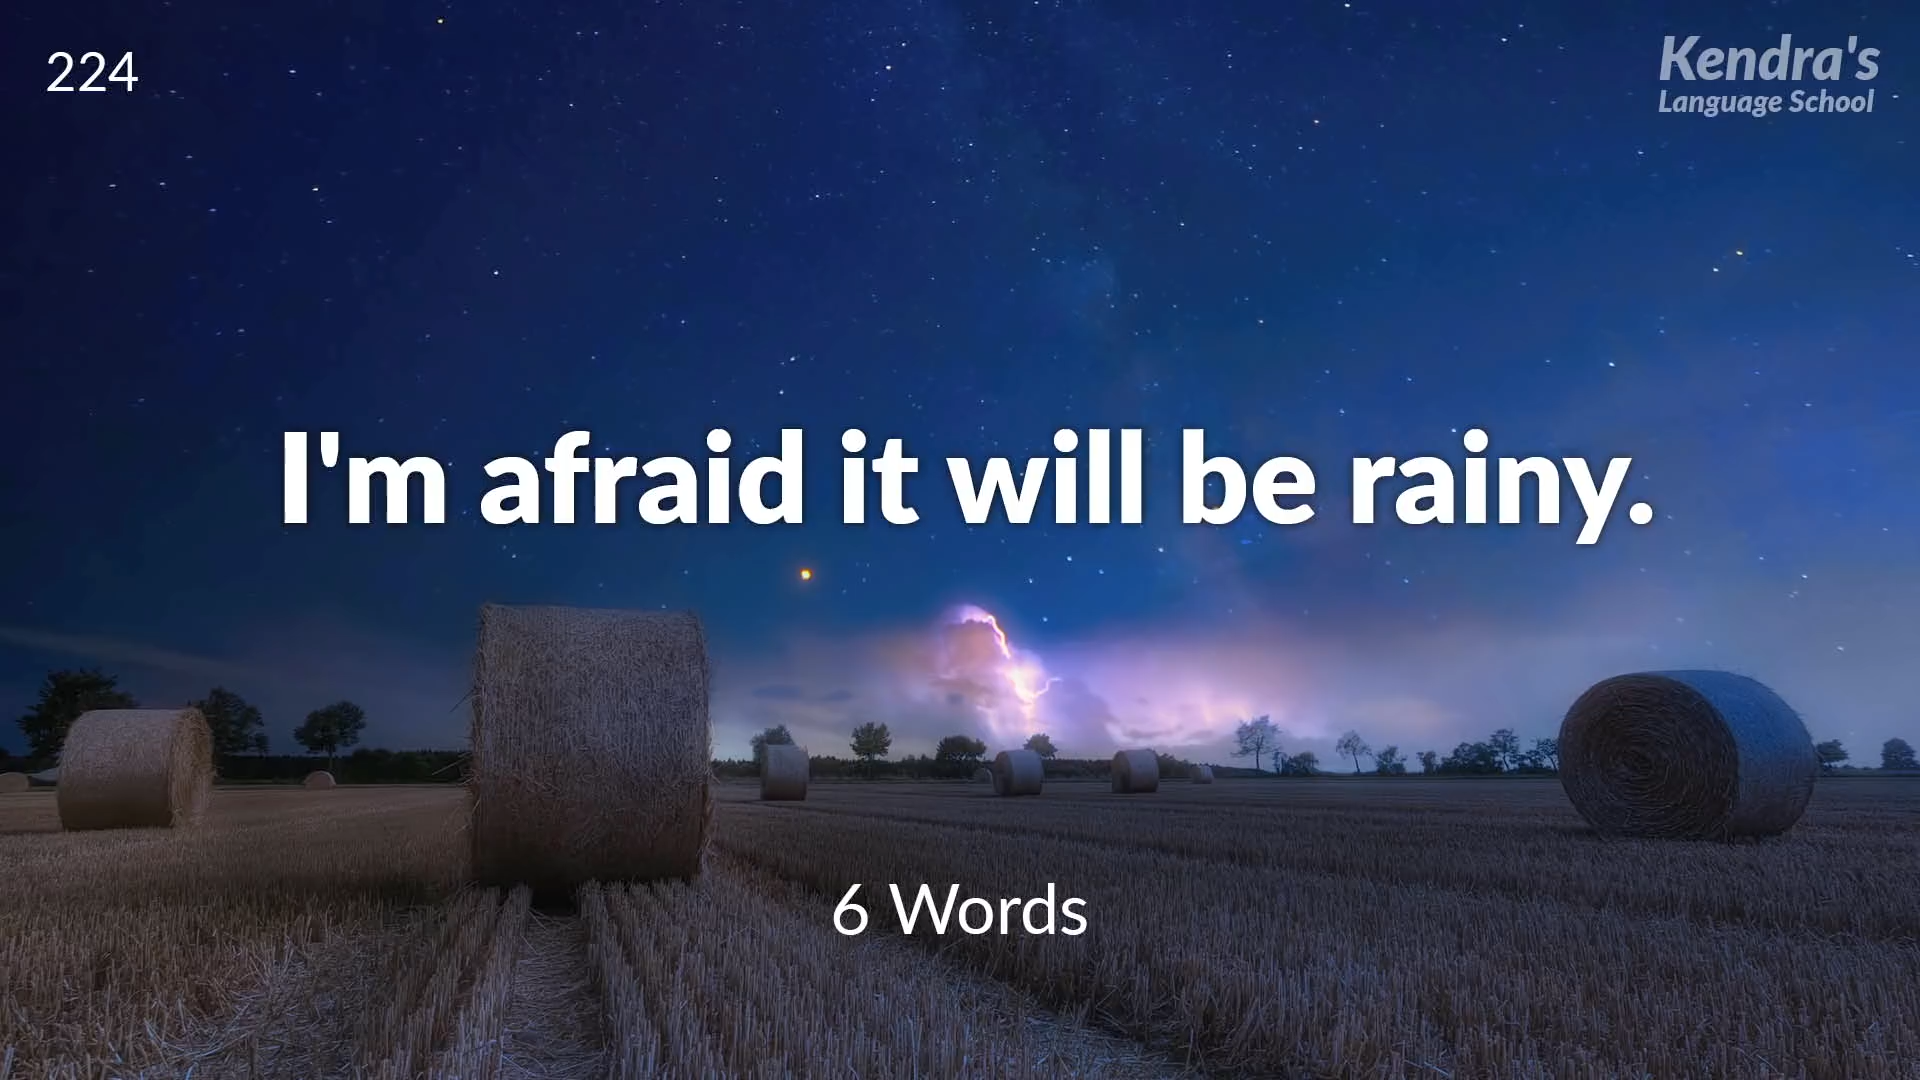 224
Kendra's
Language School
I'm afraid it will be rainy.
6 Words